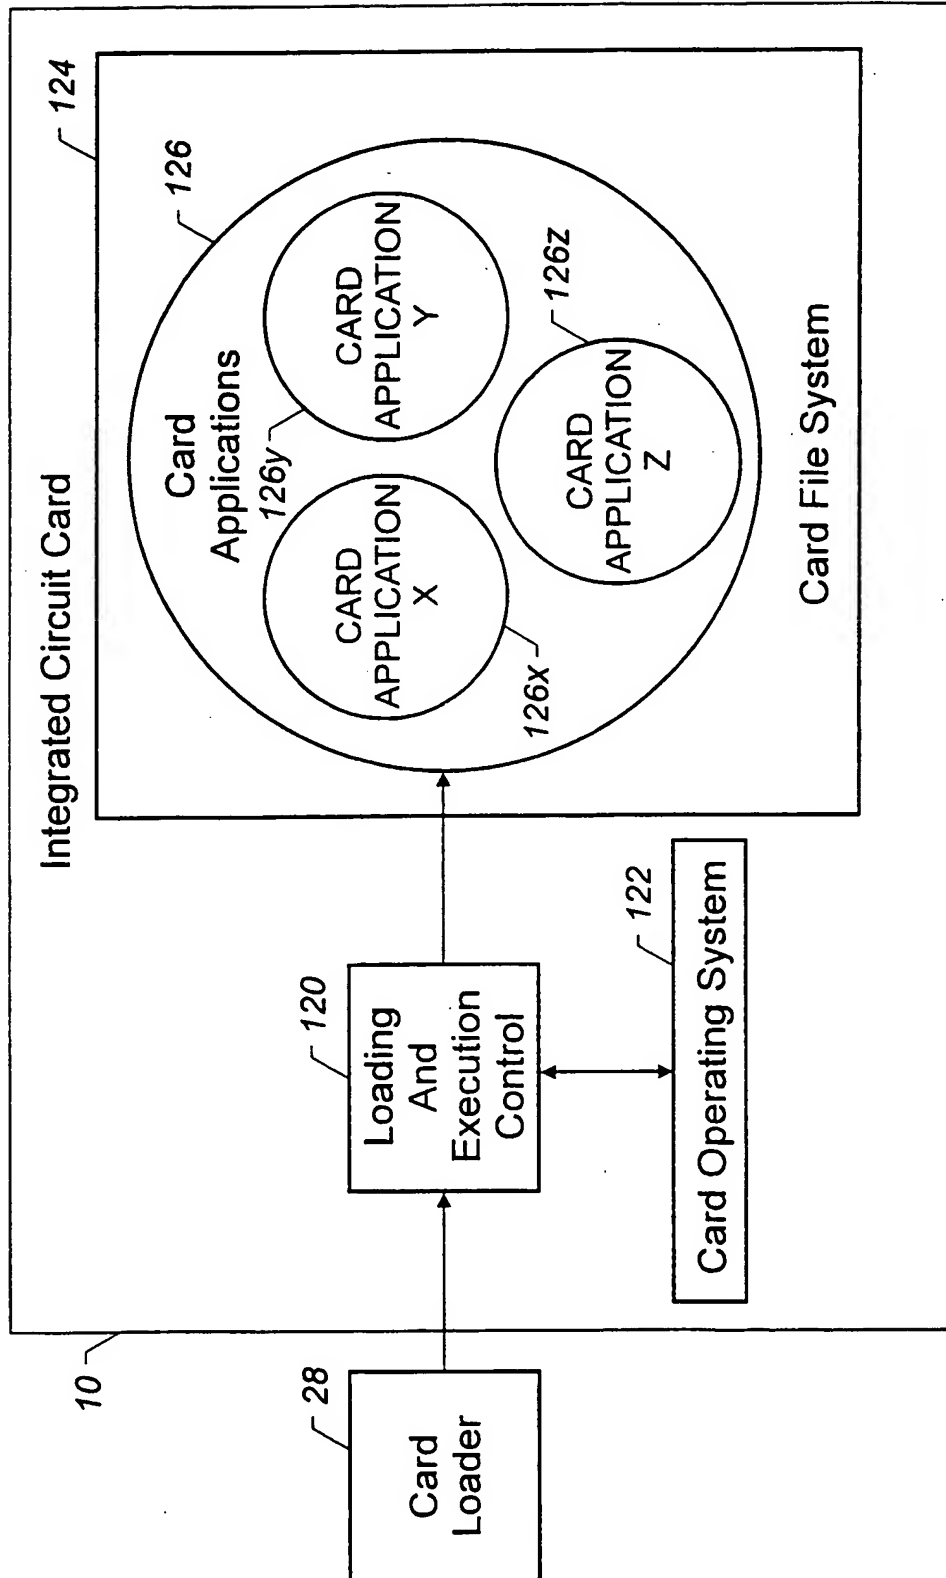 Integrated Circuit Card
10
124
Card
Loader
28
Loading
And
Execution
Control
120
Card Operating System
122
Card
Applications
126
CARD
APPLICATION
X
126x
CARD
APPLICATION
Y
126y
CARD
APPLICATION
Z
126z
Card File System